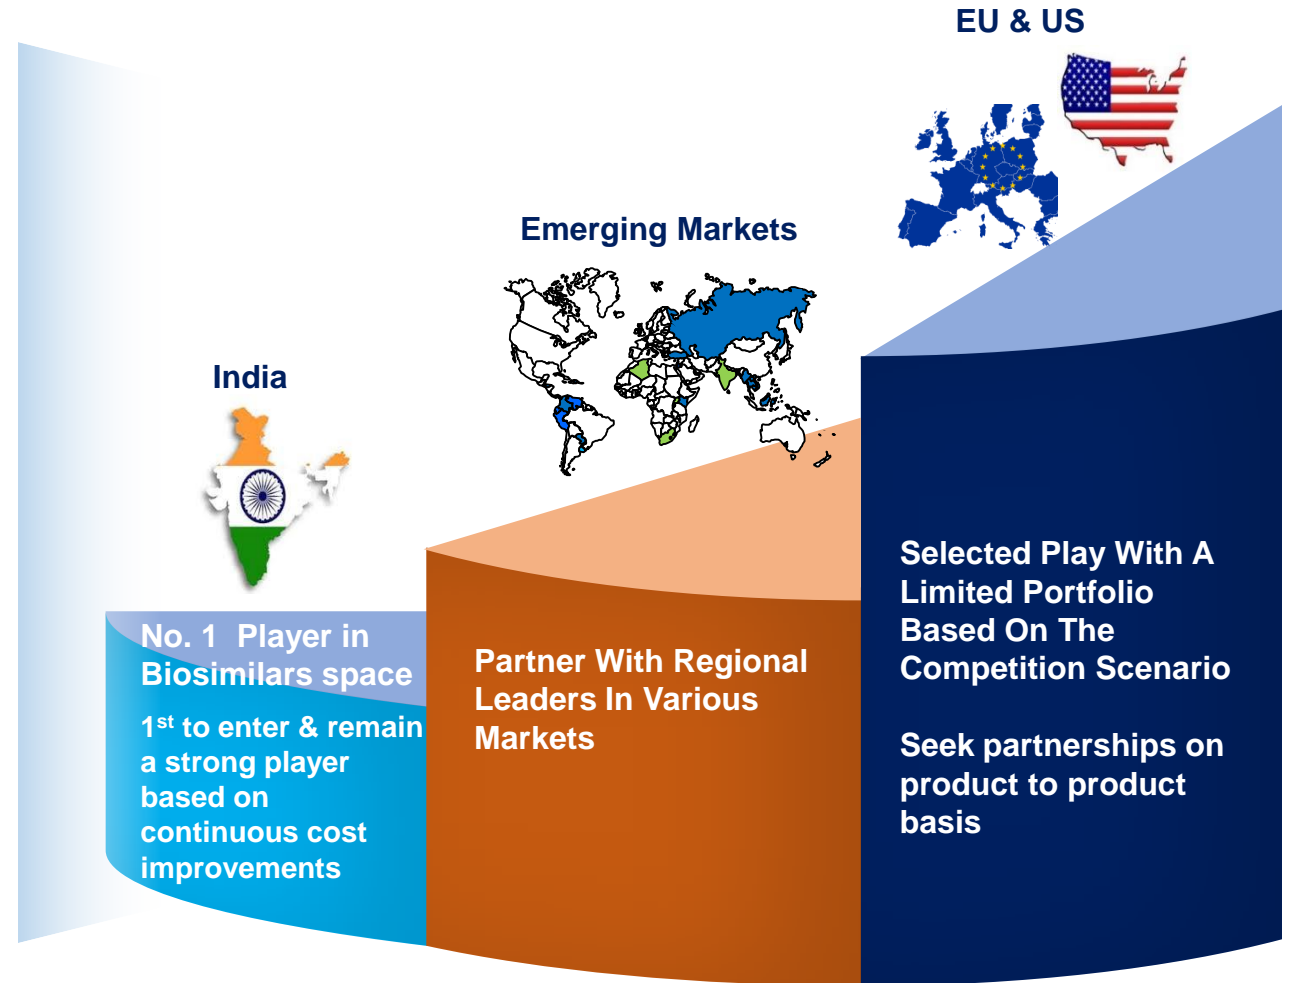 EU & US
Emerging Markets
India
No. 1 Player in
Biosimilars space
1st to enter & remain
a strong player
based on
continuous cost
improvements
Partner With Regional
Leaders In Various
Markets
Selected Play With A
Limited Portfolio
Based On The
Competition Scenario
Seek partnerships on
product to product
basis